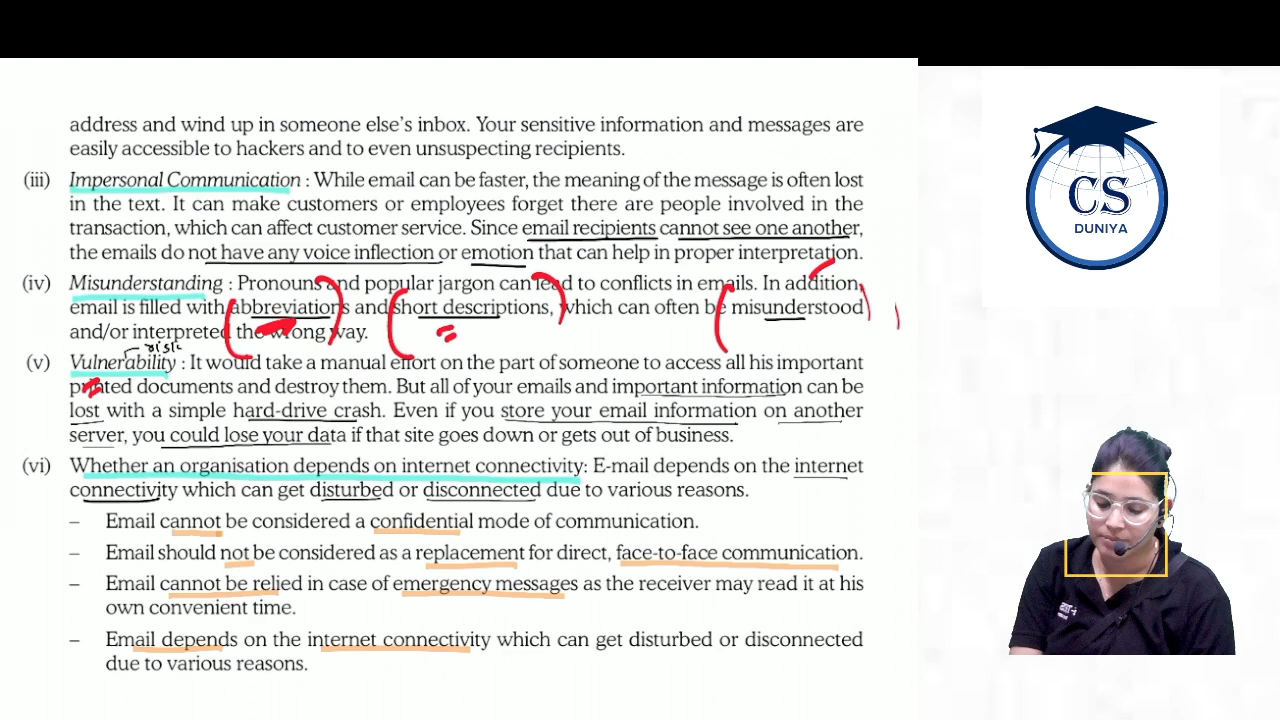 address and wind up in someone else's inbox. Your sensitive information and messages are
easily accessible to hackers and to even unsuspecting recipients.
(iii) Impersonal Communication : While email can be faster, the meaning of the message is often lost
in the text. It can make customers or employees forget there are people involved in the
transaction, which can affect customer service. Since email recipients cannot see one another,
the emails do not have any voice inflection or emotion that can help in proper interpretation.
(iv) Misunderstanding : Pronouns and popular jargon can lead to conflicts in emails. In addition,
email is filled with abbreviations and short descriptions, which can often be misunderstood
and/or interpreted the wrong way.
risk
(v) Vulnerability : It would take a manual effort on the part of someone to access all his important
printed documents and destroy them. But all of your emails and important information can be
lost with a simple hard-drive crash. Even if you store your email information on another
server, you could lose your data if that site goes down or gets out of business.
(vi) Whether an organisation depends on internet connectivity: E-mail depends on the internet
connectivity which can get disturbed or disconnected due to various reasons.
– Email cannot be considered a confidential mode of communication.
– Email should not be considered as a replacement for direct, face-to-face communication.
– Email cannot be relied in case of emergency messages as the receiver may read it at his
own convenient time.
– Email depends on the internet connectivity which can get disturbed or disconnected
due to various reasons.
CS
DUNIYA